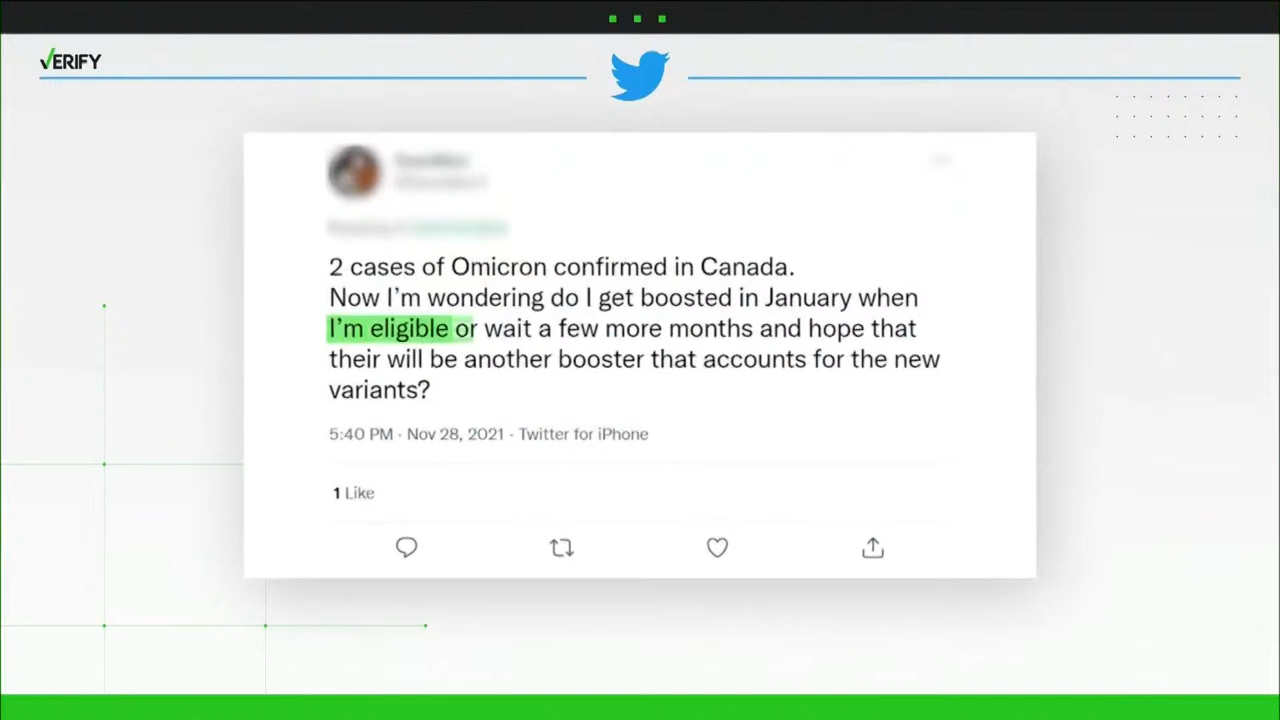 VERIFY
2 cases of Omicron confirmed in Canada.
Now I'm wondering do I get boosted in January when
I'm eligible or wait a few more months and hope that
their will be another booster that accounts for the new
variants?
5:40 PM · Nov 28, 2021 · Twitter for iPhone
1 Like